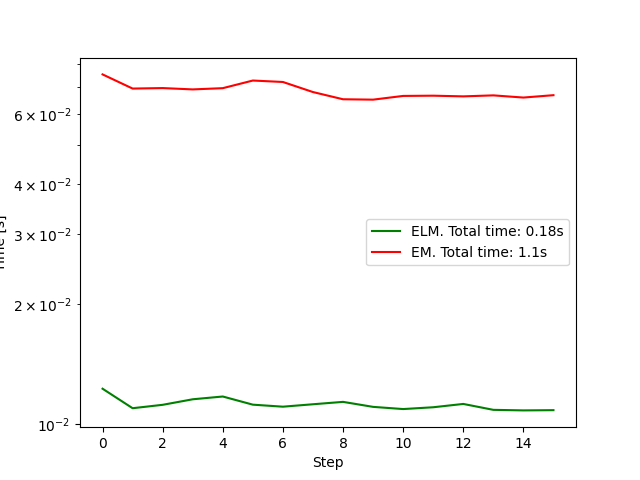 6 × 10⁻²
4 × 10⁻²
3 × 10⁻²
2 × 10⁻²
10⁻²
[s]
ELM. Total time: 0.18s
EM. Total time: 1.1s
0 2 4 6 8 10 12 14
Step